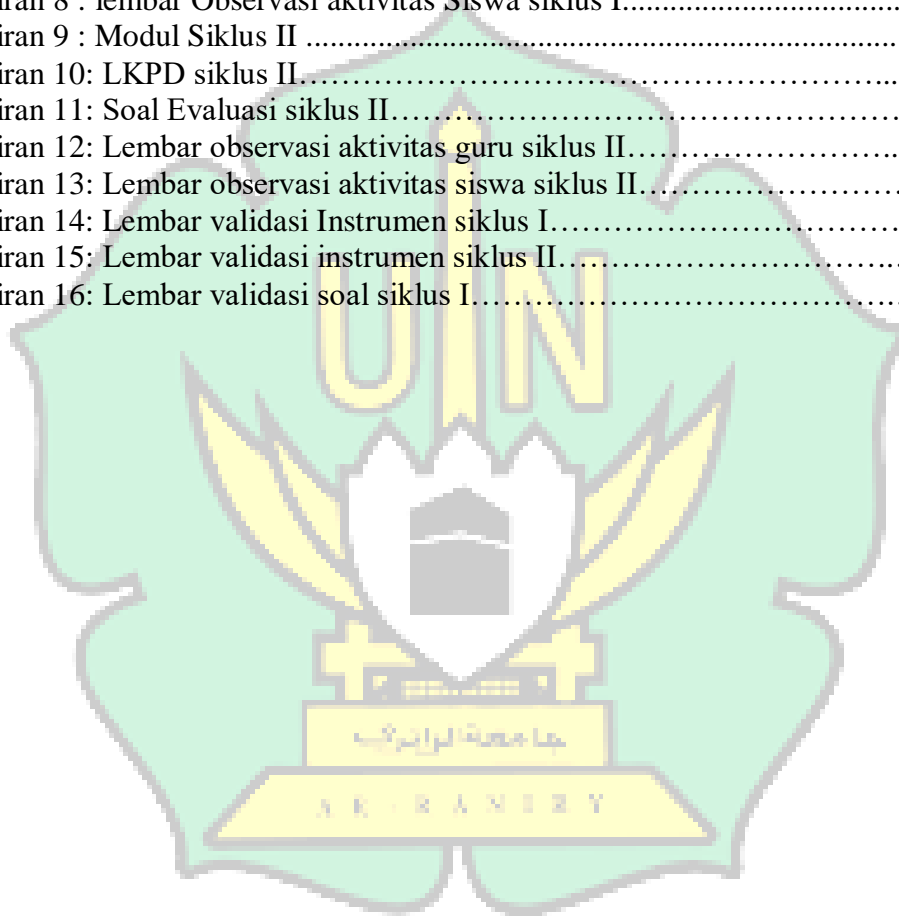 iran 8 : lembar Observasi aktivitas Siswa siklus I....................................
iran 9 : Modul Siklus II ......................................................................
iran 10: LKPD siklus II…………………………………………………...
iran 11: Soal Evaluasi siklus II…………………………………………….
iran 12: Lembar observasi aktivitas guru siklus II……………………..
iran 13: Lembar observasi aktivitas siswa siklus II…………………….
iran 14: Lembar validasi Instrumen siklus I…………………………….
iran 15: Lembar validasi instrumen siklus II…………………………..
iran 16: Lembar validasi soal siklus I……………………………………
UIN
جامعة الرانيري
AR - RANIRY